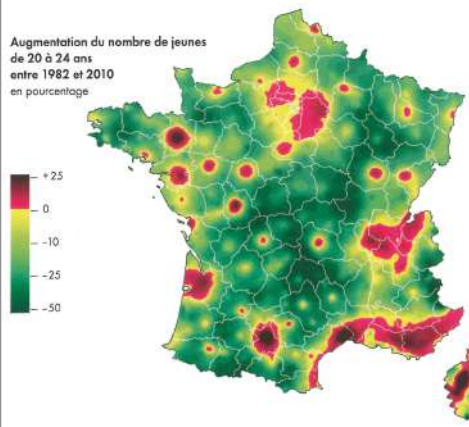 Augmentation du nombre de jeunes
de 20 à 24 ans
entre 1982 et 2010
en pourcentage
+ 25
0
-10
-25
-50